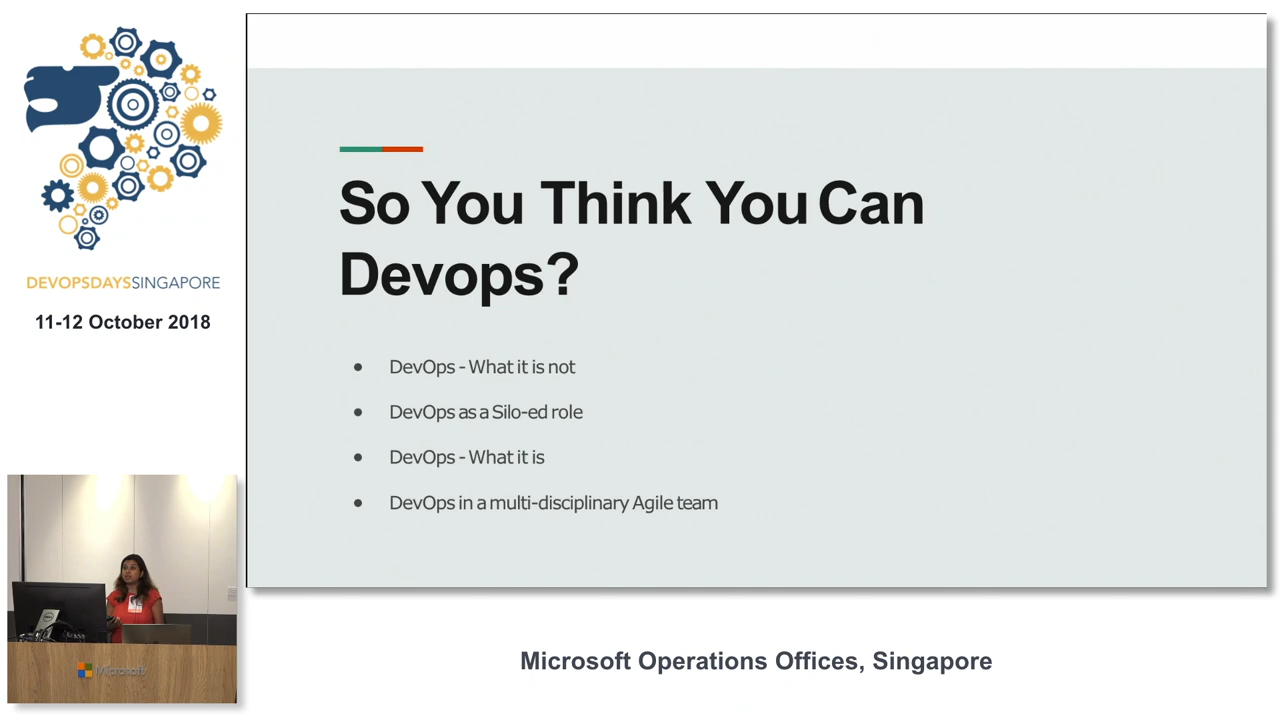 DEVOPSDAYSSINGAPORE
11-12 October 2018
So You Think You Can
Devops?
● DevOps - What it is not
● DevOps as a Silo-ed role
● DevOps - What it is
● DevOps in a multi-disciplinary Agile team
Microsoft
Microsoft Operations Offices, Singapore